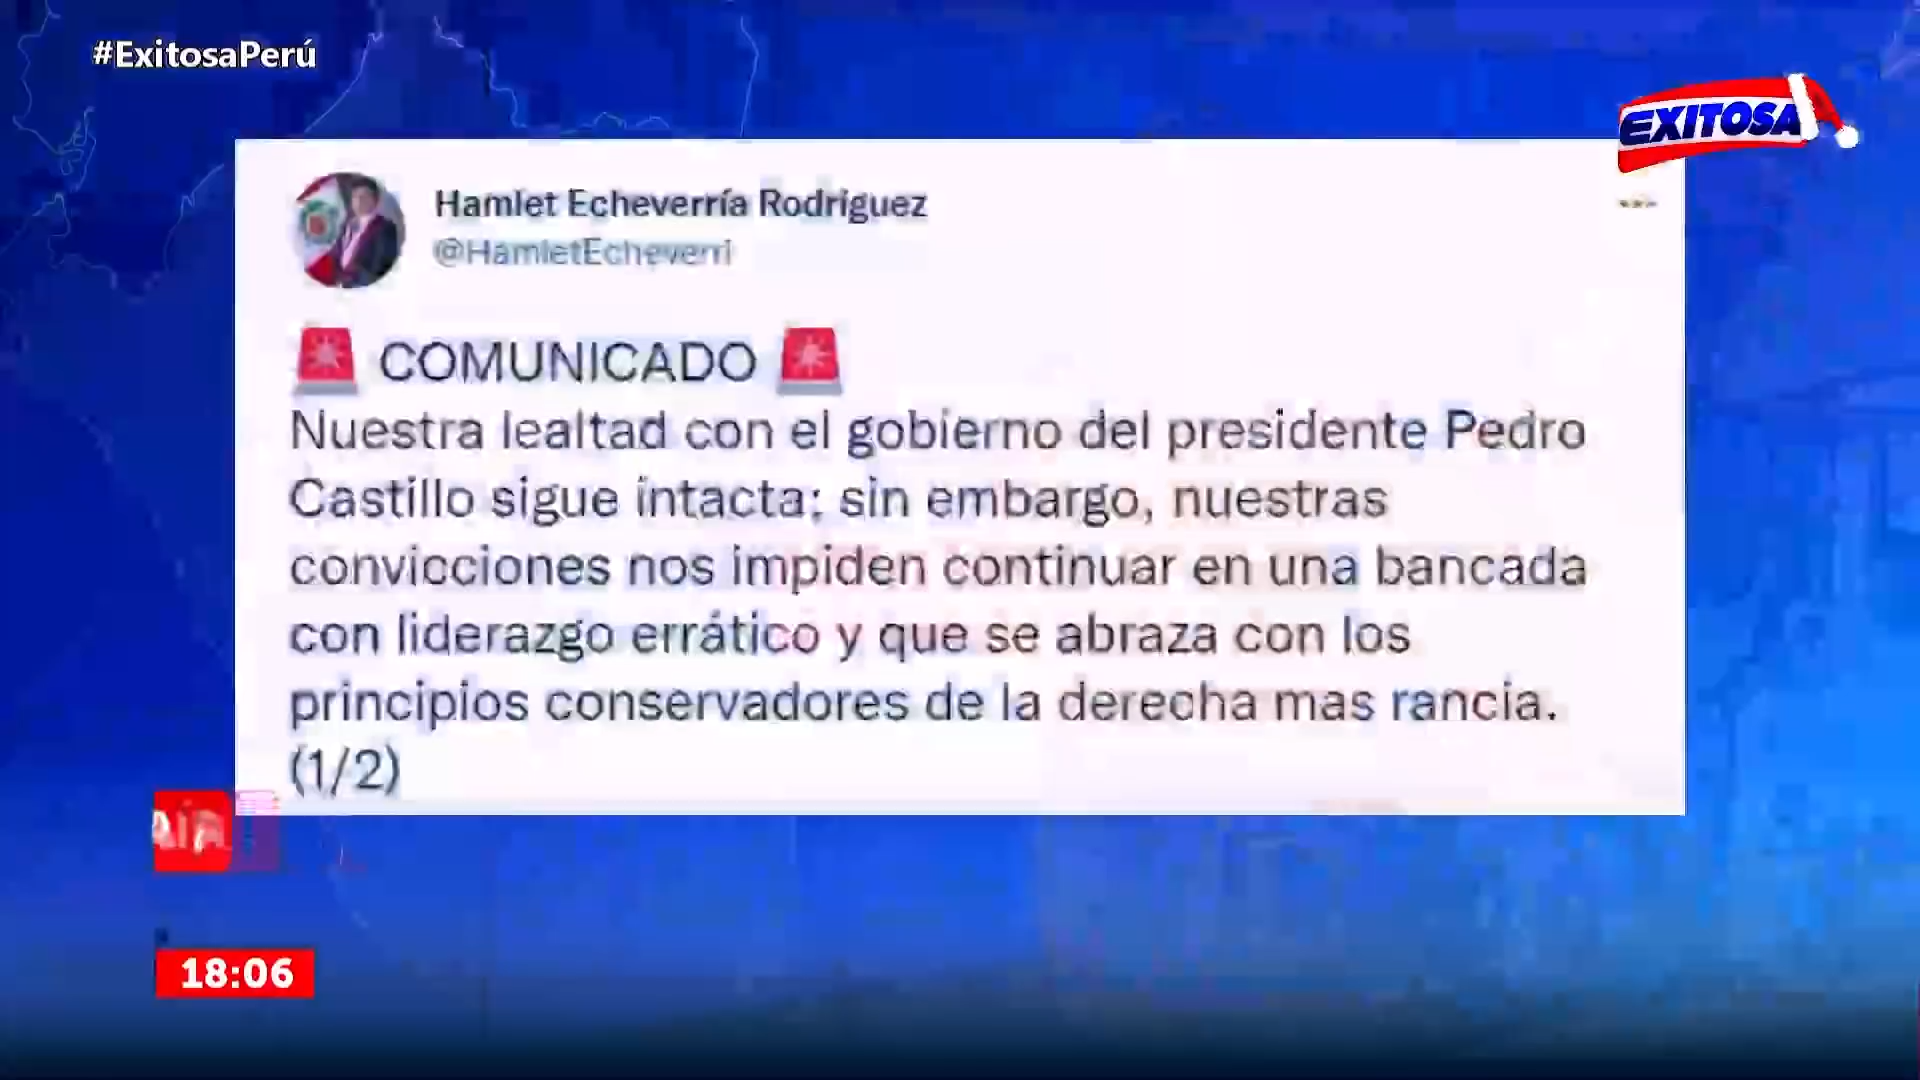 #ExitosaPerú
EXITOSA
Hamlet Echeverría Rodriguez
@HamletEcheverri
COMUNICADO
Nuestra lealtad con el gobierno del presidente Pedro
Castillo sigue intacta; sin embargo, nuestras
convicciones nos impiden continuar en una bancada
con liderazgo errático y que se abraza con los
principios conservadores de la derecha mas rancia.
(1/2)
18:06